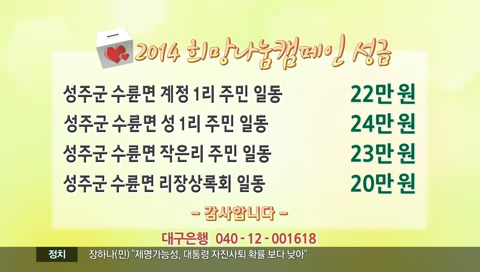 2014 희망나눔캠페인 성금
성주군 수륜면 계정 1리 주민 일동 22만 원
성주군 수륜면 성 1리 주민 일동 24만 원
성주군 수륜면 작은리 주민 일동 23만 원
성주군 수륜면 리장상록회 일동 20만 원
- 감사합니다 -
대구은행 040 - 12 - 001618
정치 장하나(민) "제명가능성, 대통령 자진사퇴 확률 보다 낮아"